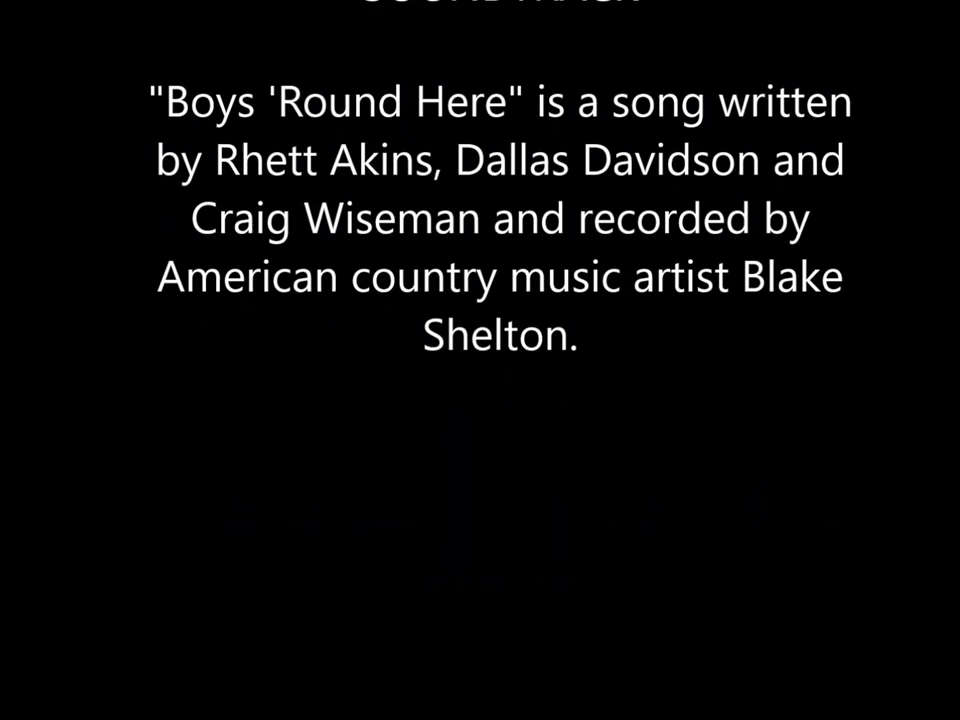 SOUNDTRACK
"Boys 'Round Here" is a song written
by Rhett Akins, Dallas Davidson and
Craig Wiseman and recorded by
American country music artist Blake
Shelton.